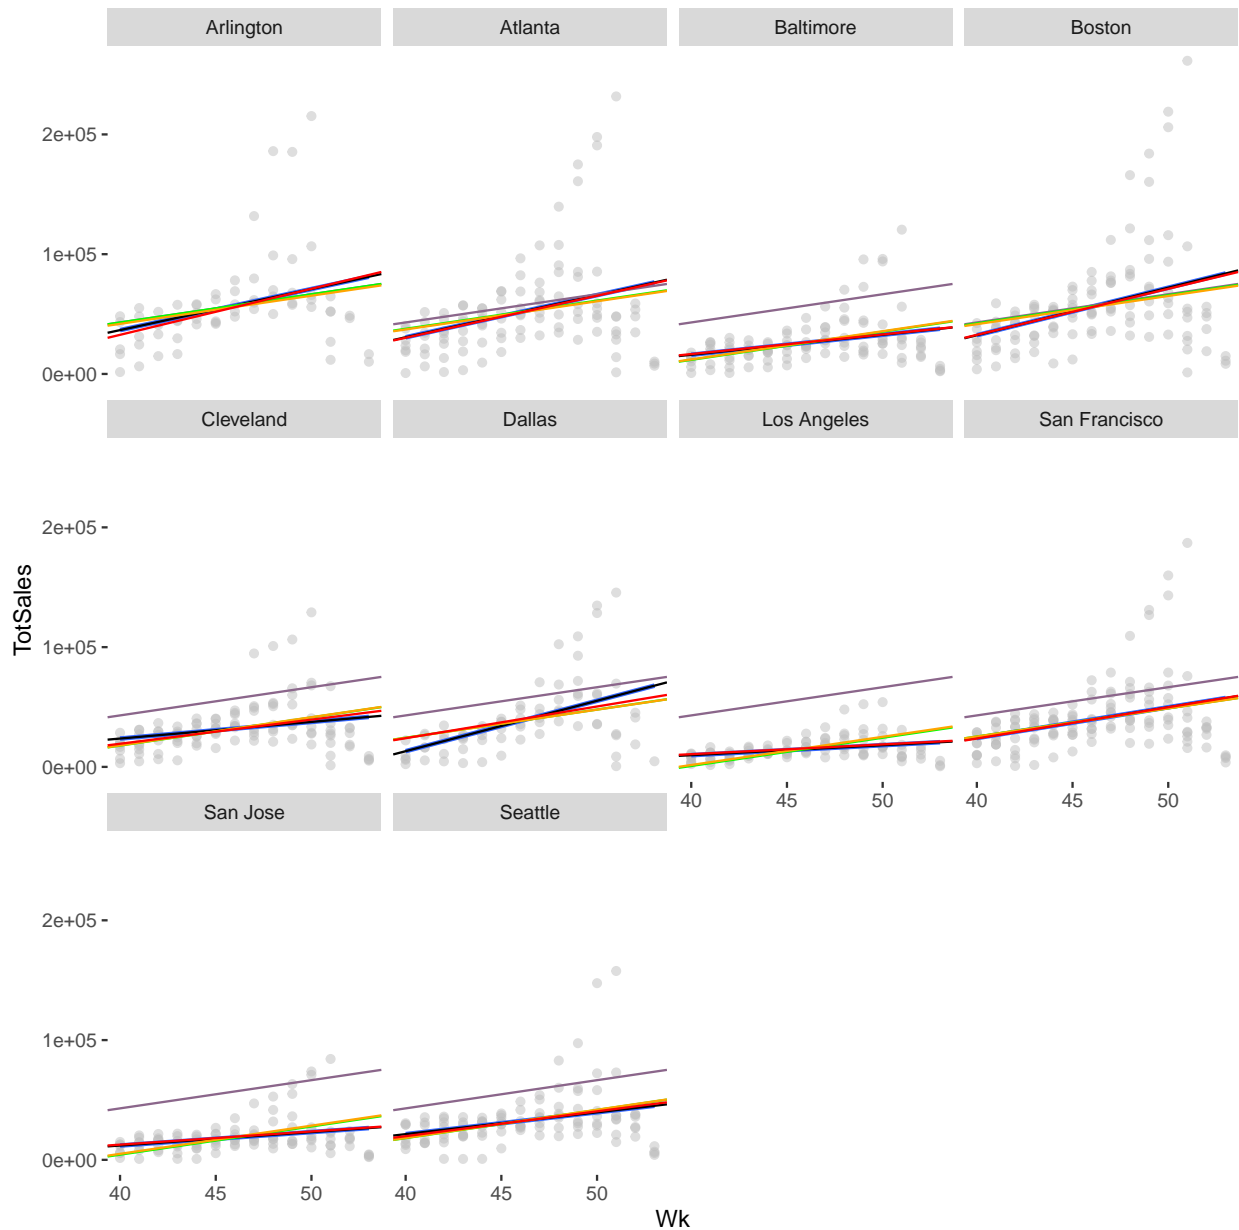 Arlington Atlanta Baltimore Boston
2e+05
1e+05
0e+00
Cleveland Dallas Los Angeles San Francisco
2e+05
1e+05
0e+00
40 45 50 40 45 50
San Jose Seattle
2e+05
1e+05
0e+00
40 45 50 40 45 50
Wk
TotSales